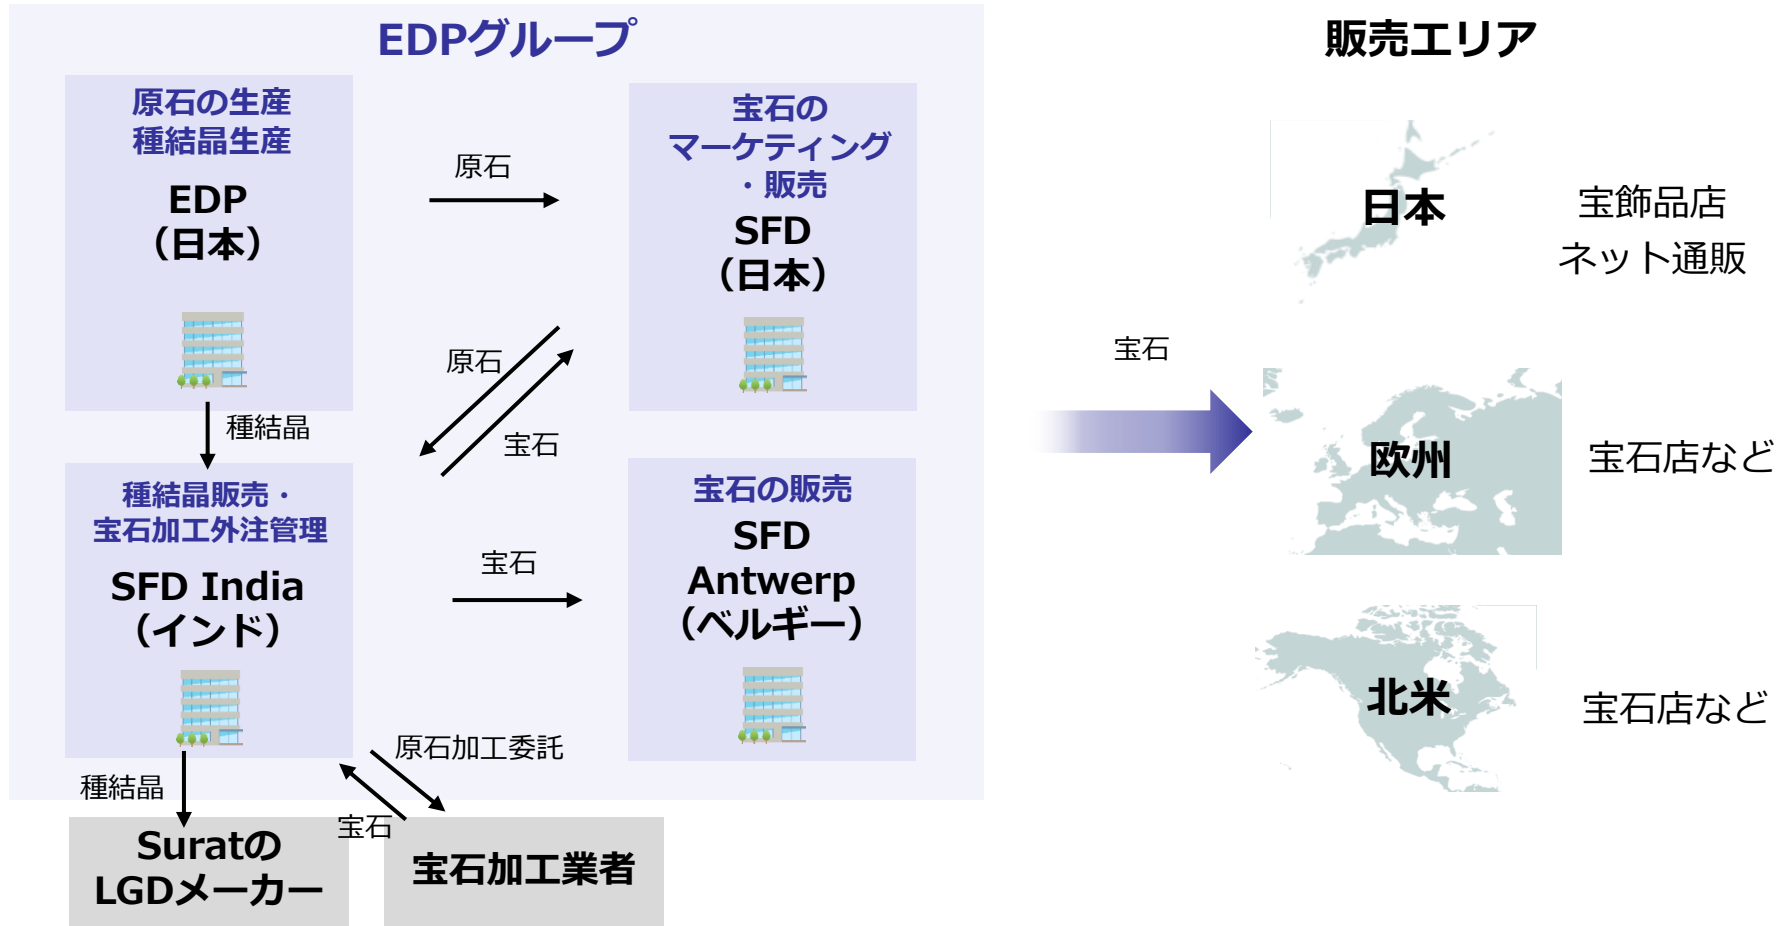 EDPグループ
原石の生産
種結晶生産
EDP
（日本）
原石
宝石の
マーケティング
・販売
SFD
（日本）
原石
宝石
種結晶
種結晶販売・
宝石加工外注管理
SFD India
（インド）
宝石
宝石の販売
SFD
Antwerp
（ベルギー）
原石加工委託
宝石
種結晶
Suratの
LGDメーカー
宝石加工業者
宝石
販売エリア
日本
宝飾品店
ネット通販
欧州
宝石店など
北米
宝石店など